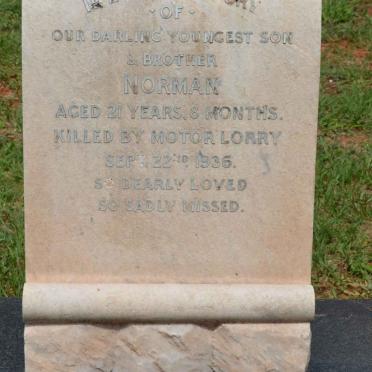 OF
OUR DARLING YOUNGEST SON
& BROTHER
NORMAN
AGED 21 YEARS, 8 MONTHS.
KILLED BY MOTOR LORRY
SEPT. 22ND 1936.
SO DEARLY LOVED
SO SADLY MISSED.